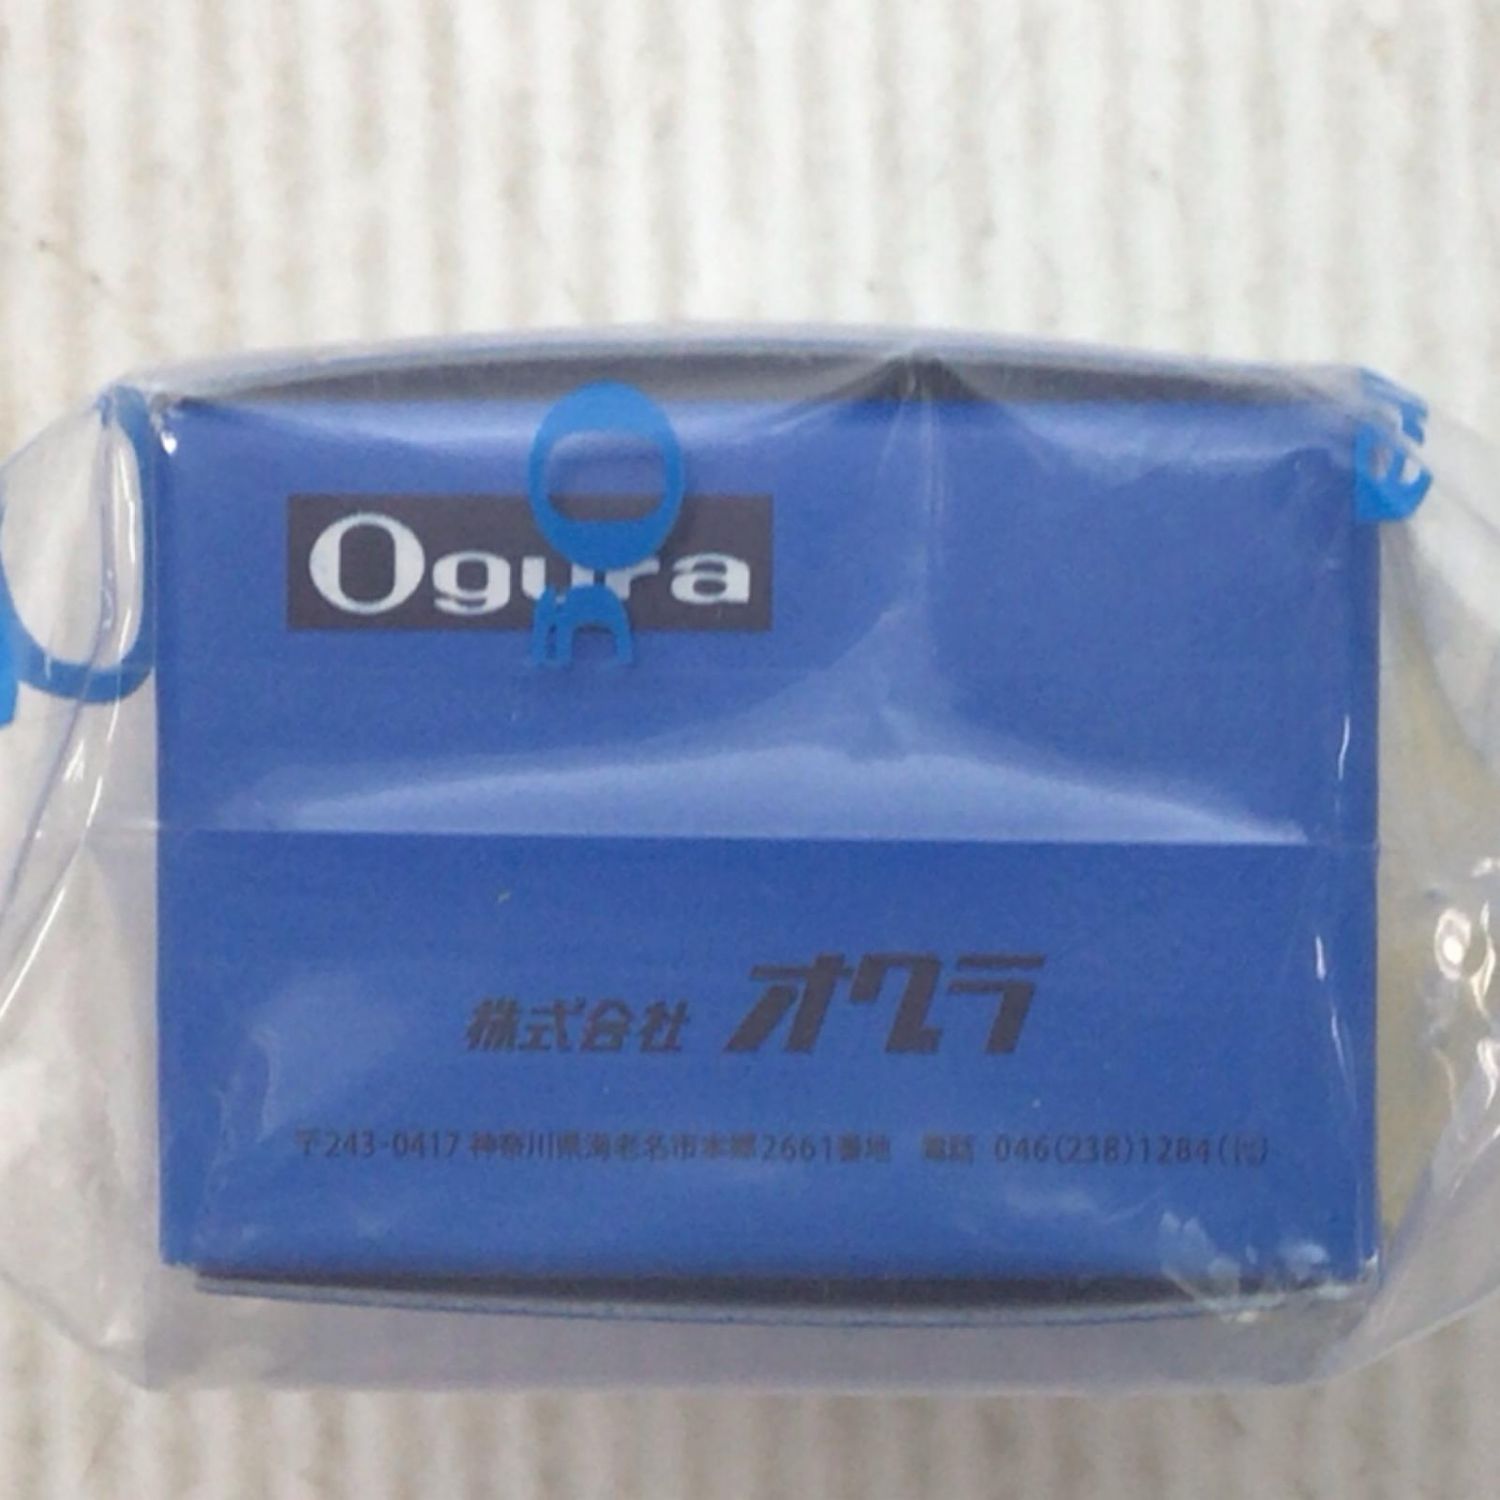 Ogura
株式会社 オグラ
〒243-0417 神奈川県海老名市本郷2661番地 電話 046(238)1284(代)